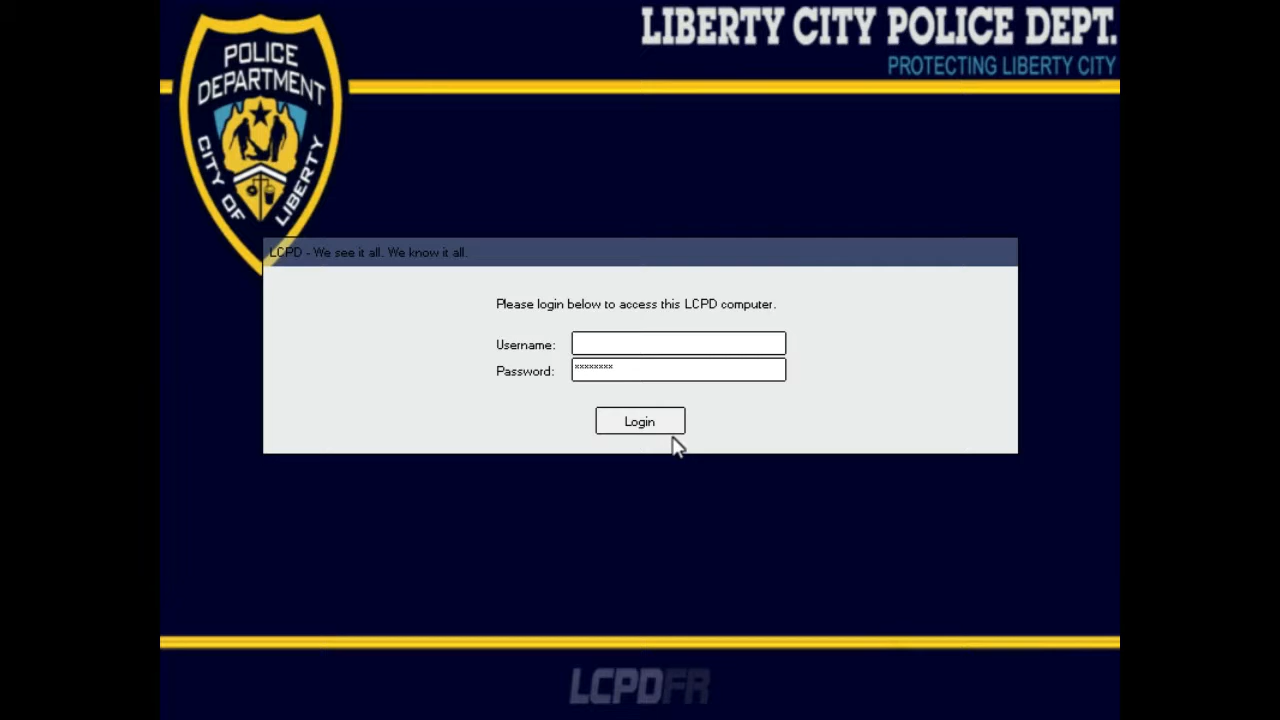 LIBERTY CITY POLICE DEPT.
PROTECTING LIBERTY CITY
POLICE
DEPARTMENT
CITY OF LIBERTY
LCPD - We see it all. We know it all.
Please login below to access this LCPD computer.
Username:
Password: ********
Login
LCPDFR